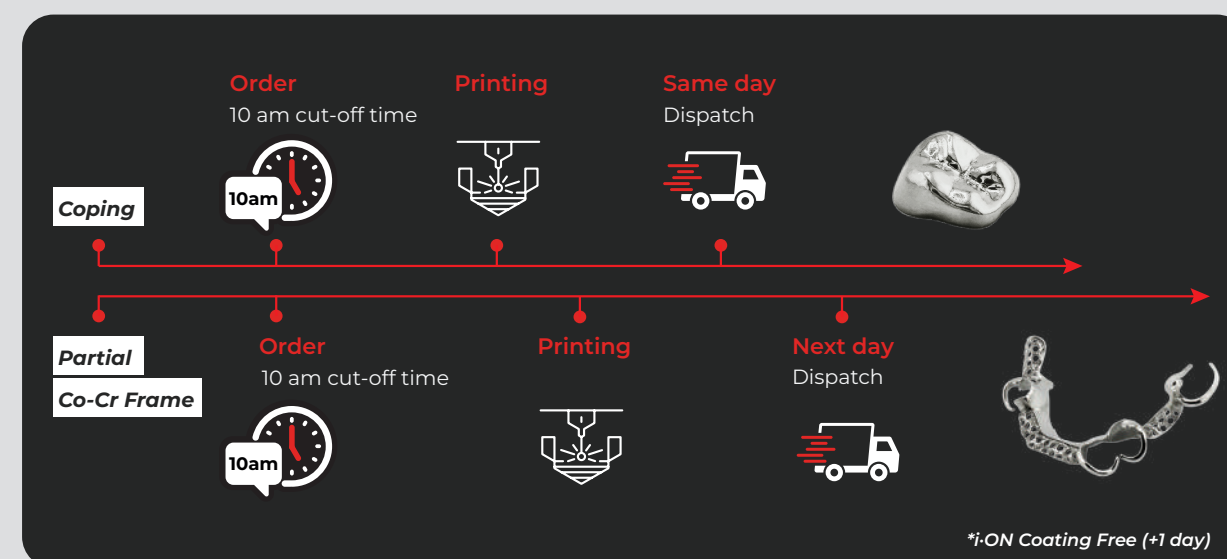 Order
10 am cut-off time
Printing
Same day
Dispatch
10am
Coping
Partial
Co-Cr Frame
Order
10 am cut-off time
Printing
Next day
Dispatch
10am
*i·ON Coating Free (+1 day)